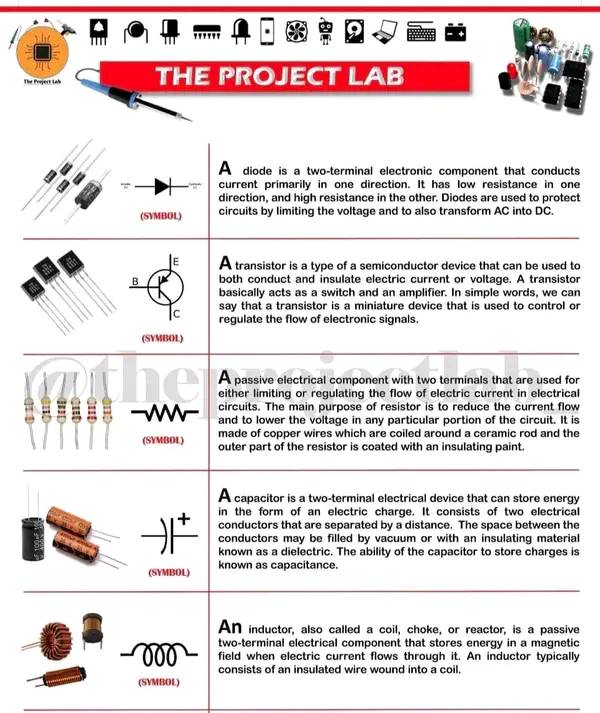 The Project Lab
THE PROJECT LAB
(SYMBOL)
A diode is a two-terminal electronic component that conducts
current primarily in one direction. It has low resistance in one
direction, and high resistance in the other. Diodes are used to protect
circuits by limiting the voltage and to also transform AC into DC.
E
B
C
(SYMBOL)
A transistor is a type of a semiconductor device that can be used to
both conduct and insulate electric current or voltage. A transistor
basically acts as a switch and an amplifier. In simple words, we can
say that a transistor is a miniature device that is used to control or
regulate the flow of electronic signals.
@theprojectlab_
(SYMBOL)
A passive electrical component with two terminals that are used for
either limiting or regulating the flow of electric current in electrical
circuits. The main purpose of resistor is to reduce the current flow
and to lower the voltage in any particular portion of the circuit. It is
made of copper wires which are coiled around a ceramic rod and the
outer part of the resistor is coated with an insulating paint.
+
(SYMBOL)
A capacitor is a two-terminal electrical device that can store energy
in the form of an electric charge. It consists of two electrical
conductors that are separated by a distance. The space between the
conductors may be filled by vacuum or with an insulating material
known as a dielectric. The ability of the capacitor to store charges is
known as capacitance.
(SYMBOL)
An inductor, also called a coil, choke, or reactor, is a passive
two-terminal electrical component that stores energy in a magnetic
field when electric current flows through it. An inductor typically
consists of an insulated wire wound into a coil.